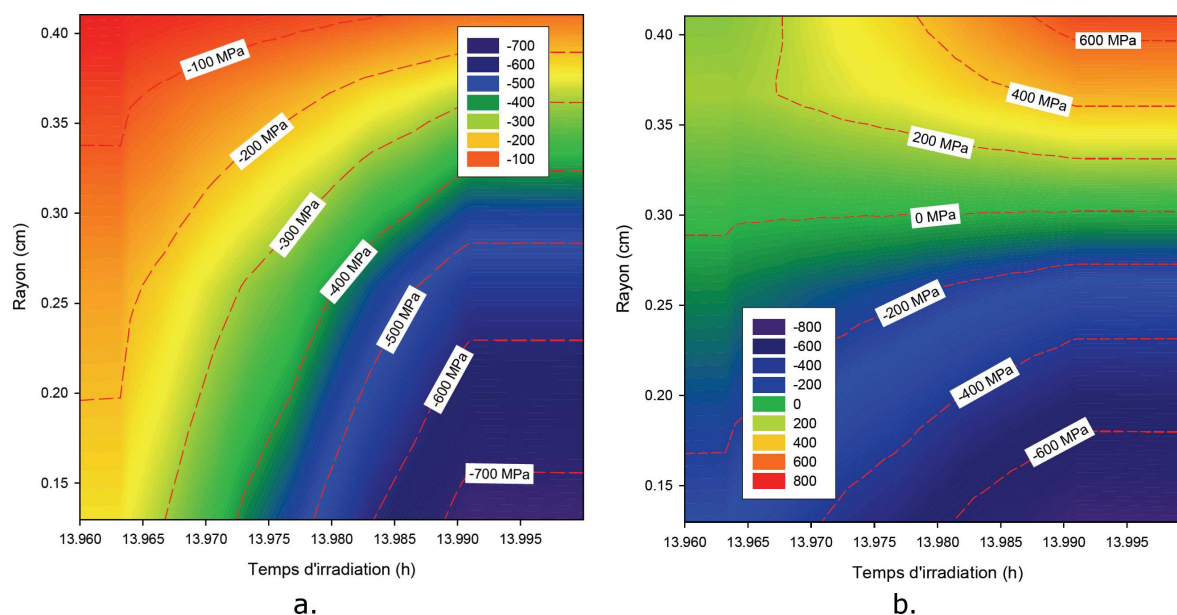 0.40
0.35
0.30
0.25
0.20
0.15
Rayon (cm)
-100 MPa
-200 MPa
-300 MPa
-400 MPa
-500 MPa
-600 MPa
-700 MPa
-700
-600
-500
-400
-300
-200
-100
13.960 13.965 13.970 13.975 13.980 13.985 13.990 13.995
Temps d'irradiation (h)
a.
0.40
0.35
0.30
0.25
0.20
0.15
Rayon (cm)
600 MPa
400 MPa
200 MPa
0 MPa
-200 MPa
-400 MPa
-600 MPa
-800
-600
-400
-200
0
200
400
600
800
13.960 13.965 13.970 13.975 13.980 13.985 13.990 13.995
Temps d'irradiation (h)
b.